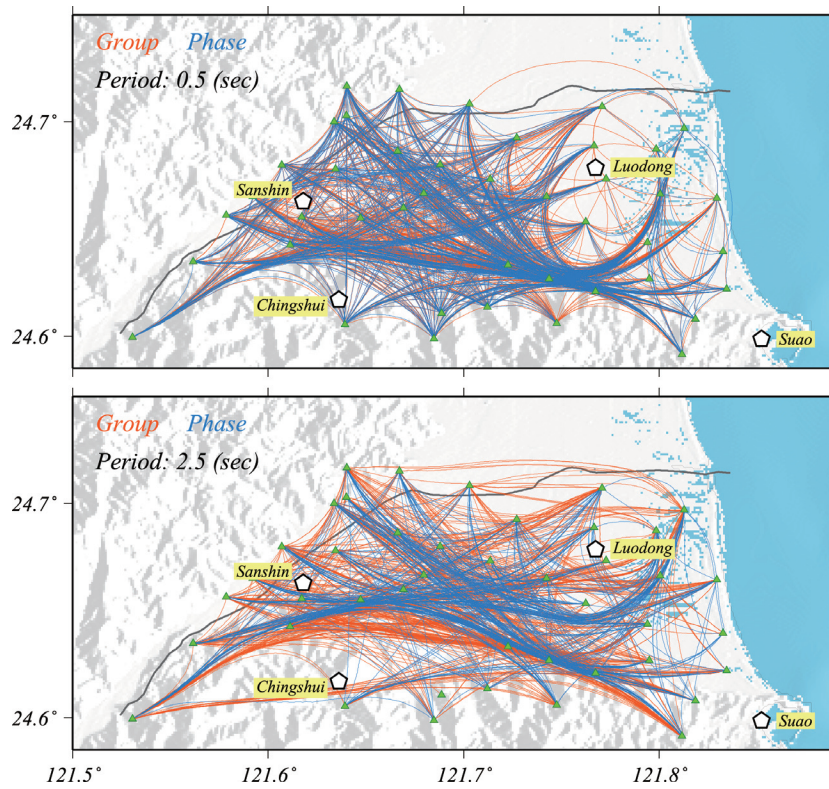 Group Phase
Period: 0.5 (sec)
24.7°
Luodong
Sanshin
Chingshui
24.6°
Suao
Group Phase
Period: 2.5 (sec)
24.7°
Luodong
Sanshin
Chingshui
24.6°
Suao
121.5° 121.6° 121.7° 121.8°